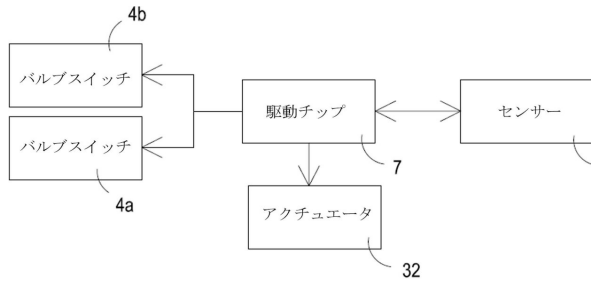 4b
バルブスイッチ
バルブスイッチ
4a
駆動チップ
7
センサー
アクチュエータ
32